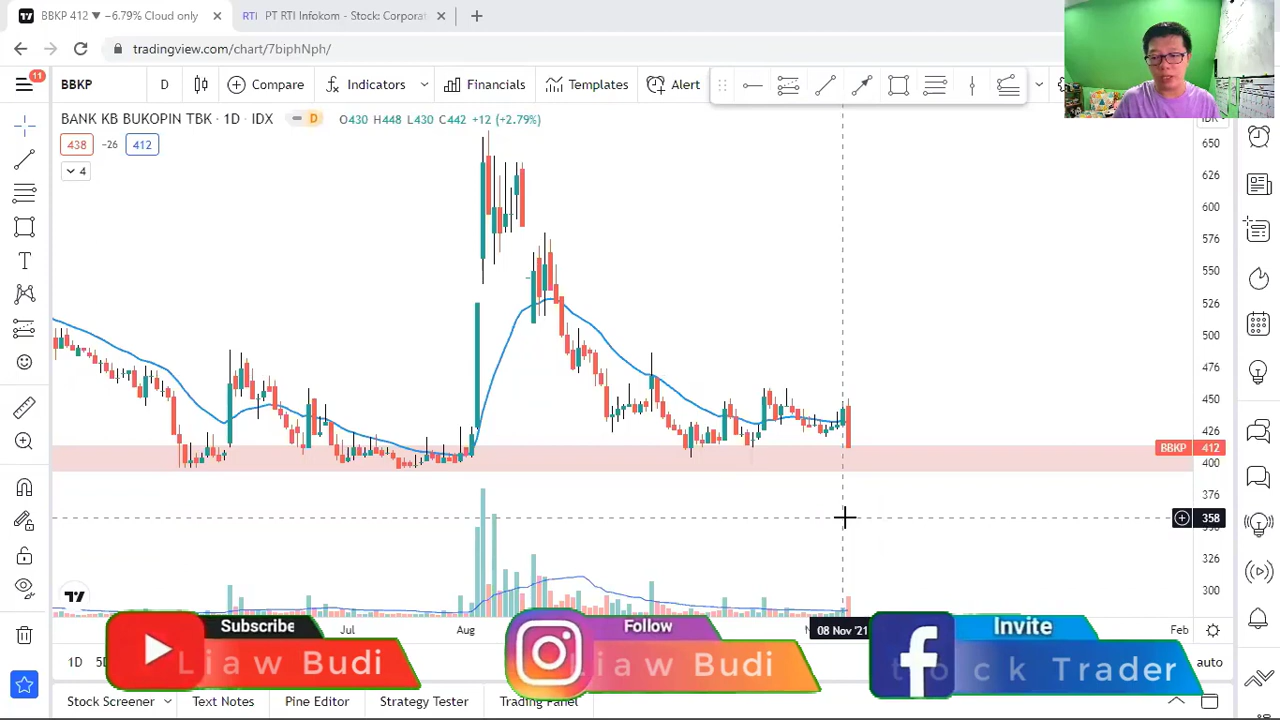 BBKP 412 ▼ −6.79% Cloud only
RTI PT RTI Infokom - Stock: Corporat
tradingview.com/chart/7biphNph/
11
BBKP D Compare Indicators Financials Templates Alert
BANK KB BUKOPIN TBK · 1D · IDX D O430 H448 L430 C442 +12 (+2.79%)
438 −26 412
4
650
626
600
576
550
526
500
476
450
426
BBKP 412
400
376
358
326
300
Jul Aug 08 Nov '21 Feb
Subscribe
Liaw Budi
Follow
Liaw Budi
Invite
tock Trader
1D auto
Stock Screener Text Notes Pine Editor Strategy Tester Trading Panel